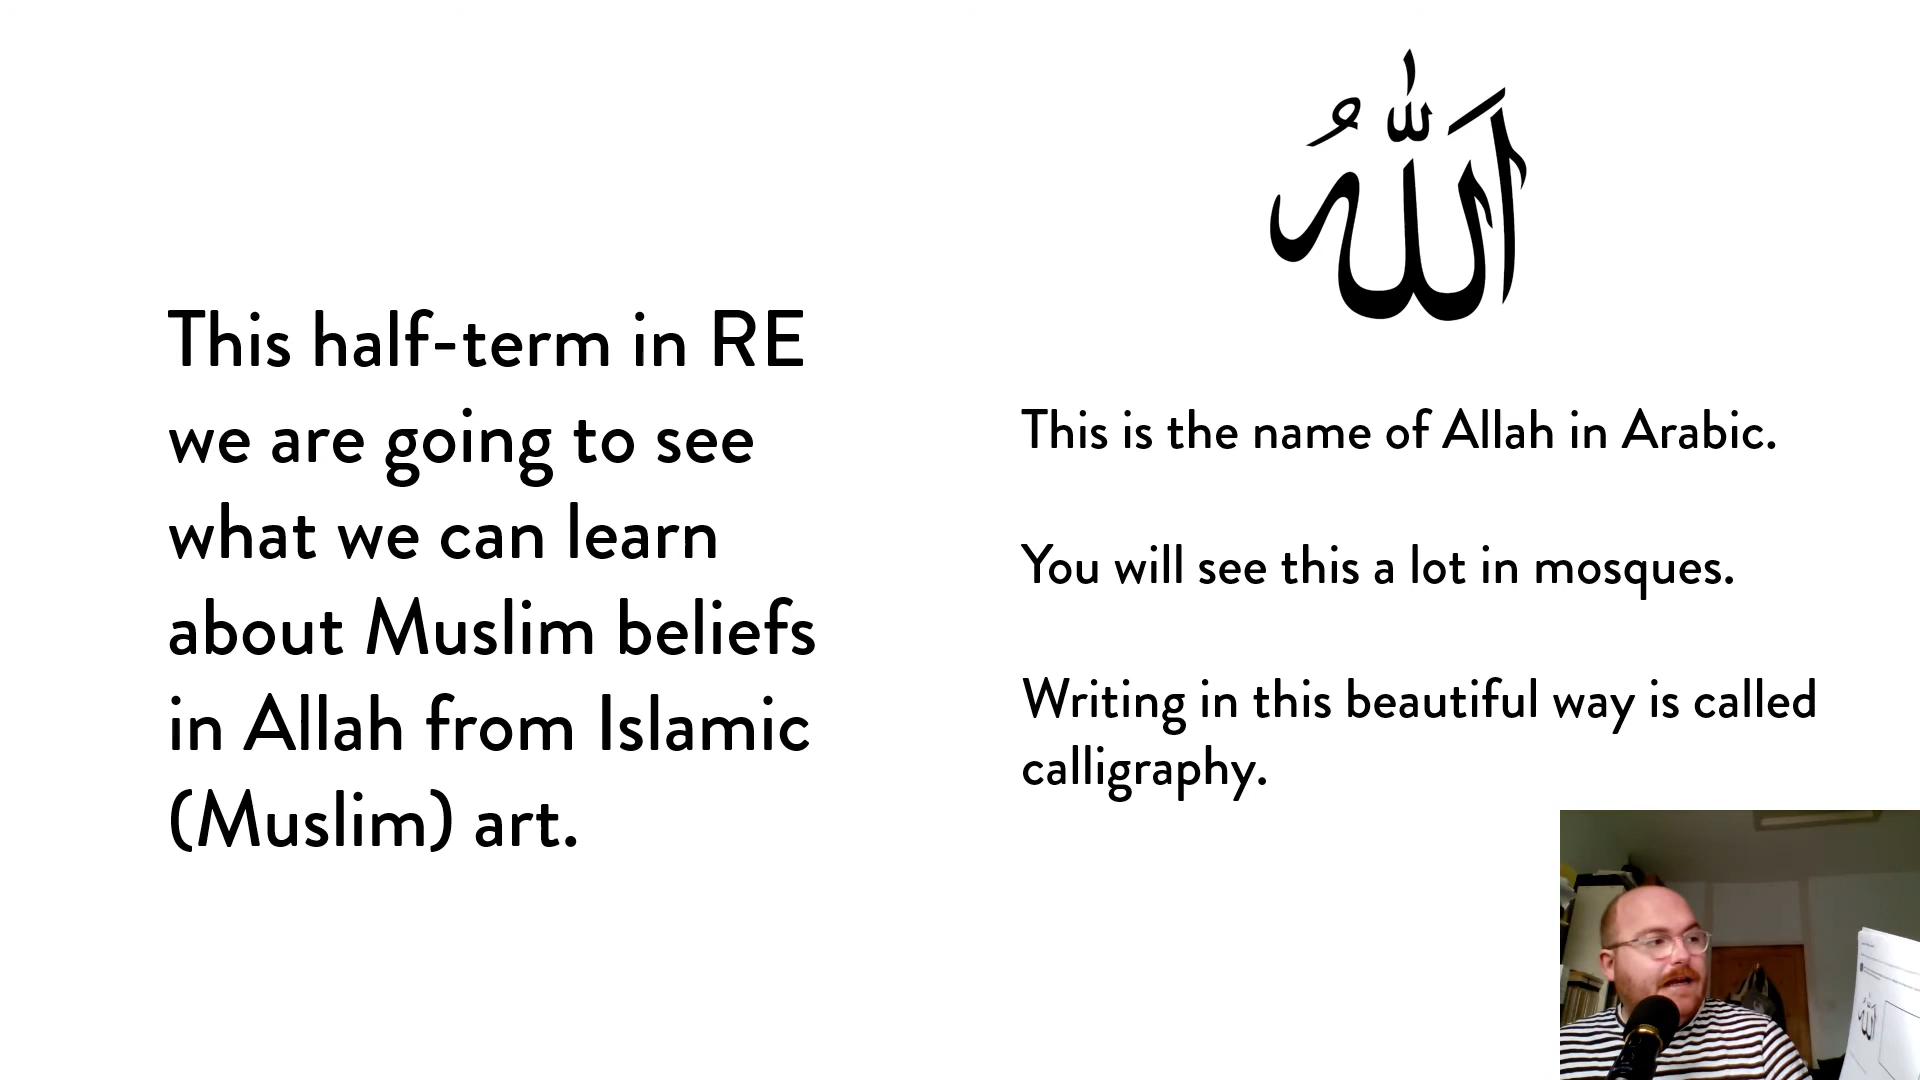 This half-term in RE
we are going to see
what we can learn
about Muslim beliefs
in Allah from Islamic
(Muslim) art.
اللّٰهُ
This is the name of Allah in Arabic.
You will see this a lot in mosques.
Writing in this beautiful way is called
calligraphy.